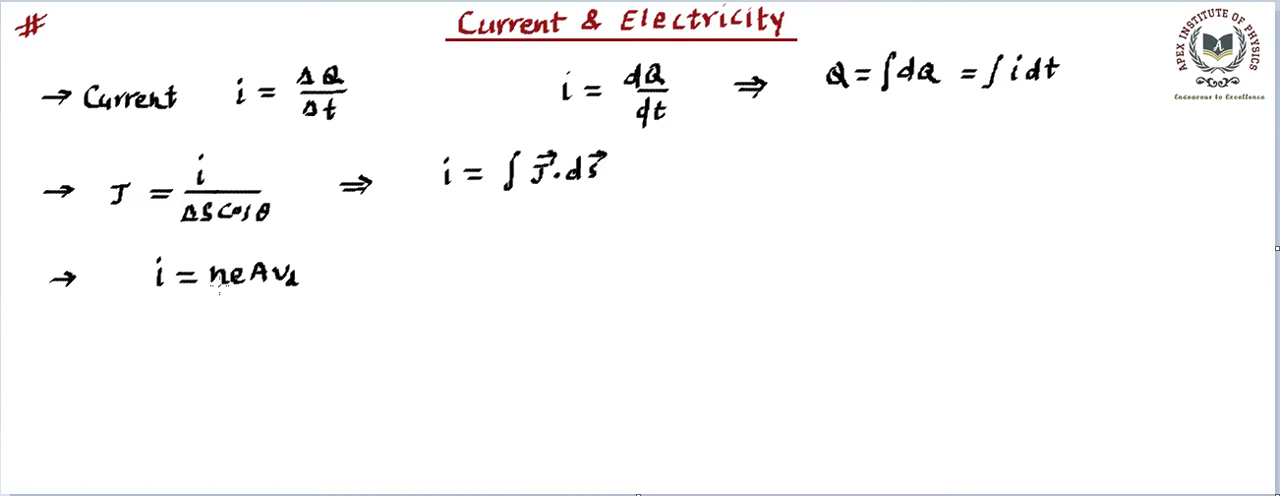 # Current & Electricity
APEX INSTITUTE OF PHYSICS
A
Endeavour to Excellence
→ Current i = ΔQ/Δt i = dQ/dt ⇒ Q = ∫dQ = ∫i dt
→ J = i/ΔS Cos θ ⇒ i = ∫J⃗.dS⃗
→ i = neAv_d